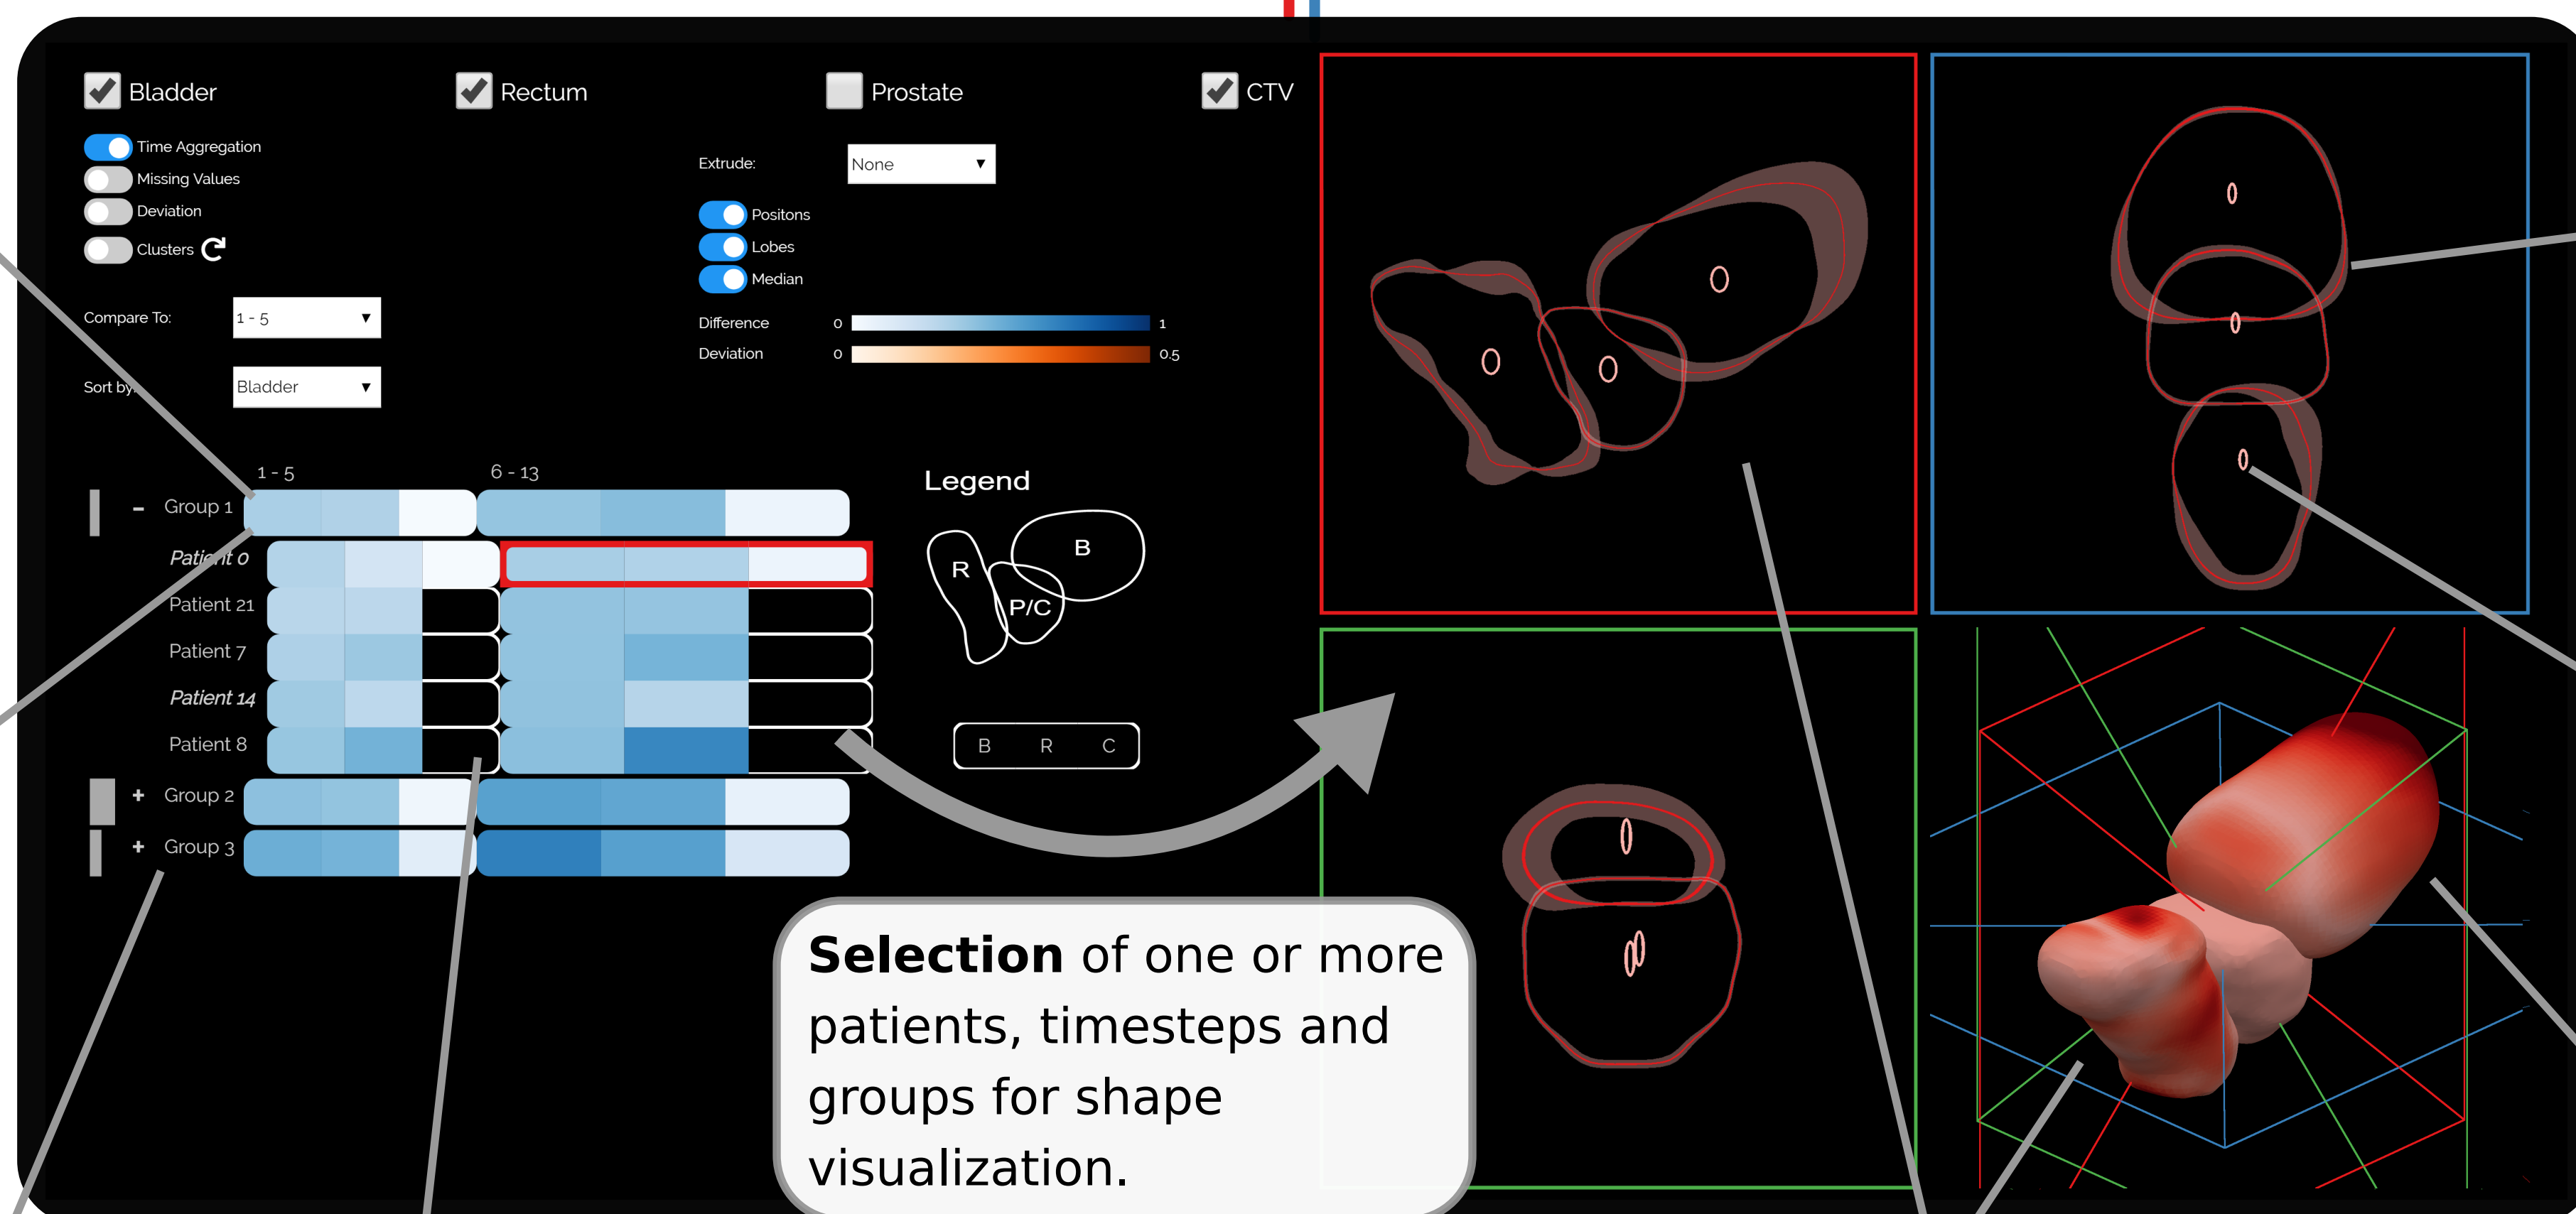 Bladder
Rectum
Prostate
CTV
Time Aggregation
Missing Values
Deviation
Clusters
Extrude:
None
Positons
Lobes
Median
Compare To:
1 - 5
Difference 0 1
Deviation 0 0.5
Sort by:
Bladder
1 - 5
6 - 13
- Group 1
Patient 0
Patient 21
Patient 7
Patient 14
Patient 8
+ Group 2
+ Group 3
Legend
R
B
P/C
B R C
Selection of one or more
patients, timesteps and
groups for shape
visualization.